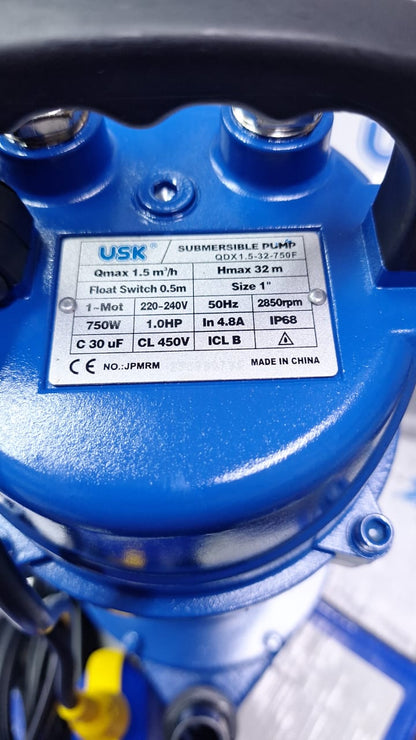 USK SUBMERSIBLE PUMP
QDX1.5-32-750F
Qmax 1.5 m³/h Hmax 32 m
Float Switch 0.5m Size 1"
1~Mot 220-240V 50Hz 2850rpm
750W 1.0HP In 4.8A IP68
C 30 uF CL 450V ICL B
CE NO.:JPMRM MADE IN CHINA